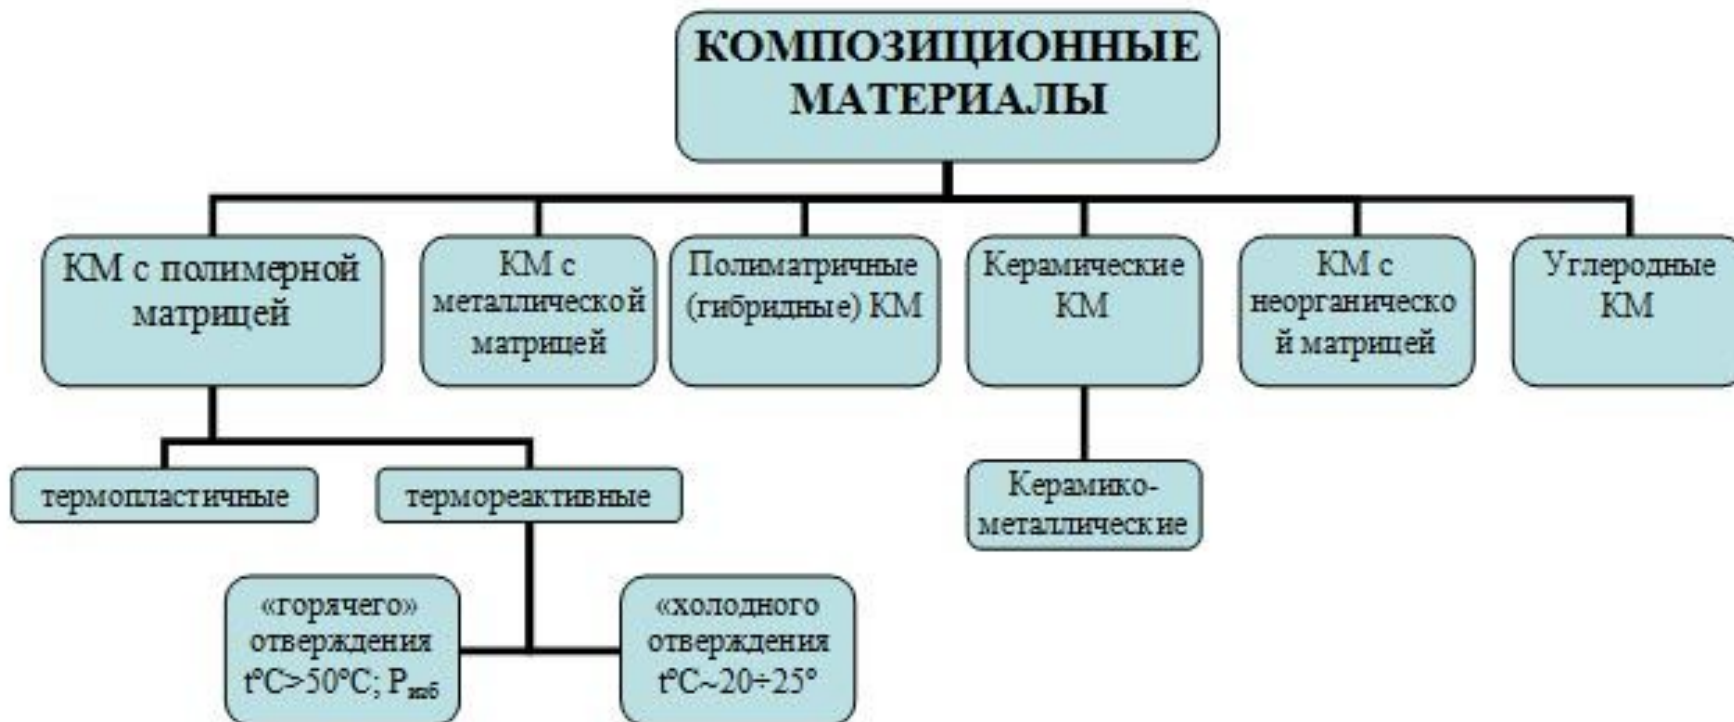 КОМПОЗИЦИОННЫЕ
МАТЕРИАЛЫ
КМ с полимерной
матрицей
КМ с
металлической
матрицей
Полиматричные
(гибридные) КМ
Керамические
КМ
КМ с
неорганическо
й матрицей
Углеродные
КМ
термопластичные
термореактивные
Керамико-
металлические
«горячего»
отверждения
t°C>50°C; Ризб
«холодного
отверждения
t°C~20÷25°